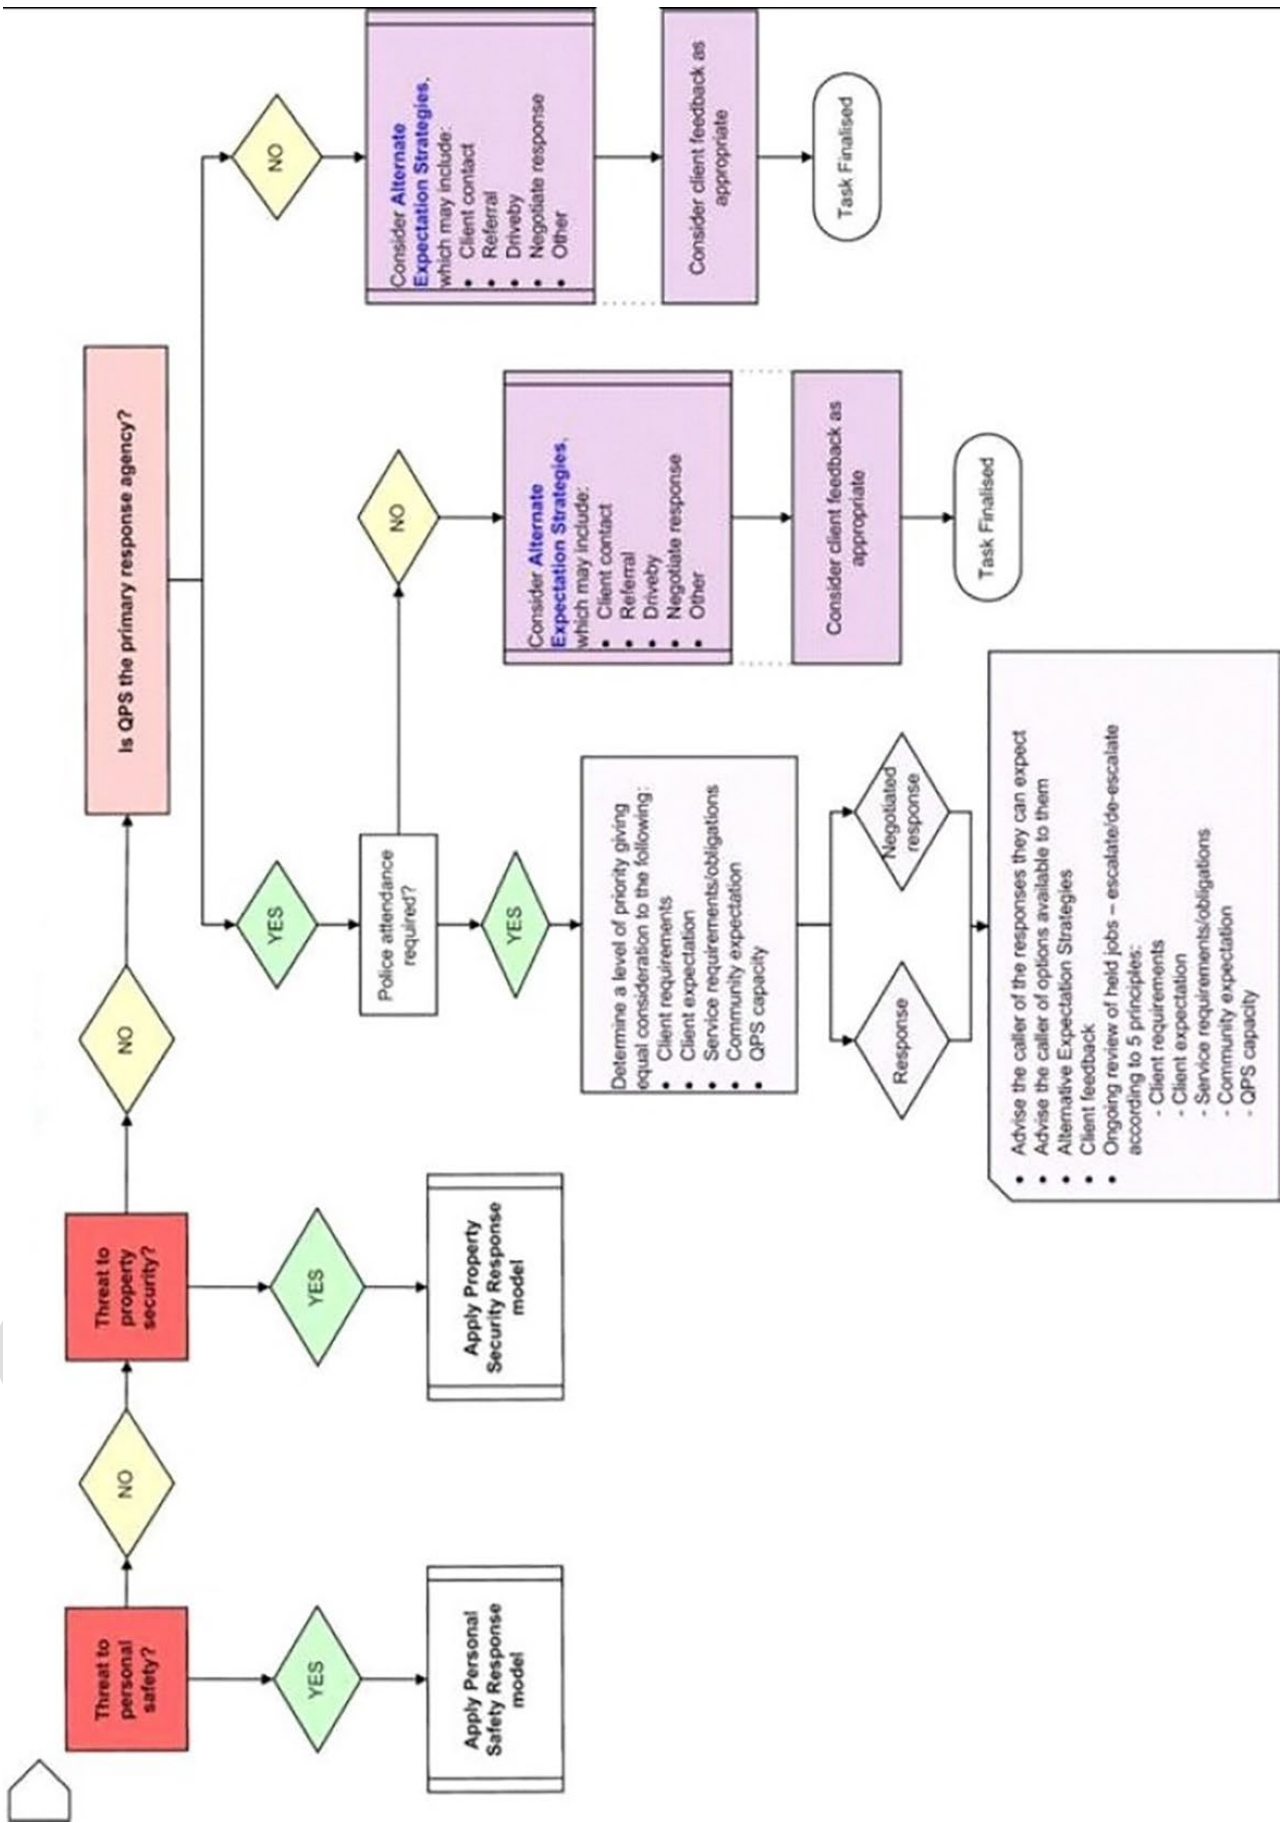 Threat to
personal
safety?
NO
Threat to
property
security?
NO
Is QPS the primary response agency?
YES
Apply Personal
Safety Response
model
YES
Apply Property
Security Response
model
YES
NO
Police attendance
required?
NO
YES
Determine a level of priority giving
equal consideration to the following:
• Client requirements
• Client expectation
• Service requirements/obligations
• Community expectation
• QPS capacity
Response
Negotiated
response
• Advise the caller of the responses they can expect
• Advise the caller of options available to them
• Alternative Expectation Strategies
• Client feedback
• Ongoing review of held jobs – escalate/de-escalate
according to 5 principles:
- Client requirements
- Client expectation
- Service requirements/obligations
- Community expectation
- QPS capacity
Consider Alternate
Expectation Strategies,
which may include:
• Client contact
• Referral
• Driveby
• Negotiate response
• Other
Consider client feedback as
appropriate
Task Finalised
Consider Alternate
Expectation Strategies,
which may include:
• Client contact
• Referral
• Driveby
• Negotiate response
• Other
Consider client feedback as
appropriate
Task Finalised